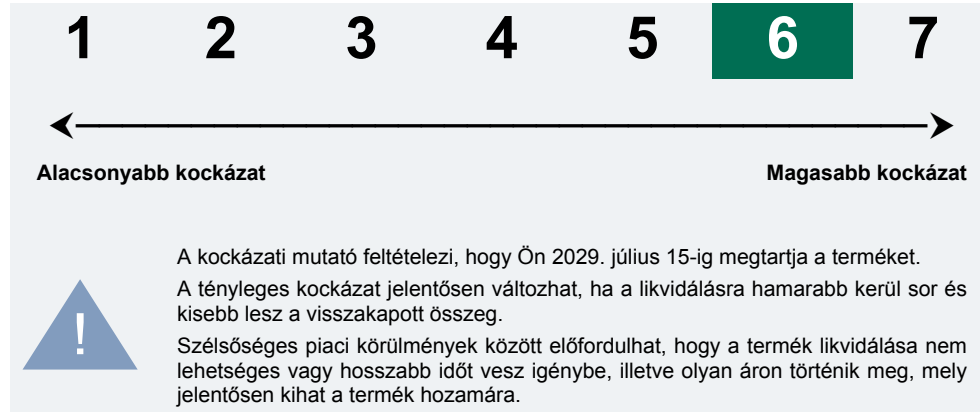 1 2 3 4 5 6 7
Alacsonyabb kockázat Magasabb kockázat
A kockázati mutató feltételezi, hogy Ön 2029. július 15-ig megtartja a terméket.
A tényleges kockázat jelentősen változhat, ha a likvidálásra hamarabb kerül sor és
kisebb lesz a visszakapott összeg.
!
Szélsőséges piaci körülmények között előfordulhat, hogy a termék likvidálása nem
lehetséges vagy hosszabb időt vesz igénybe, illetve olyan áron történik meg, mely
jelentősen kihat a termék hozamára.